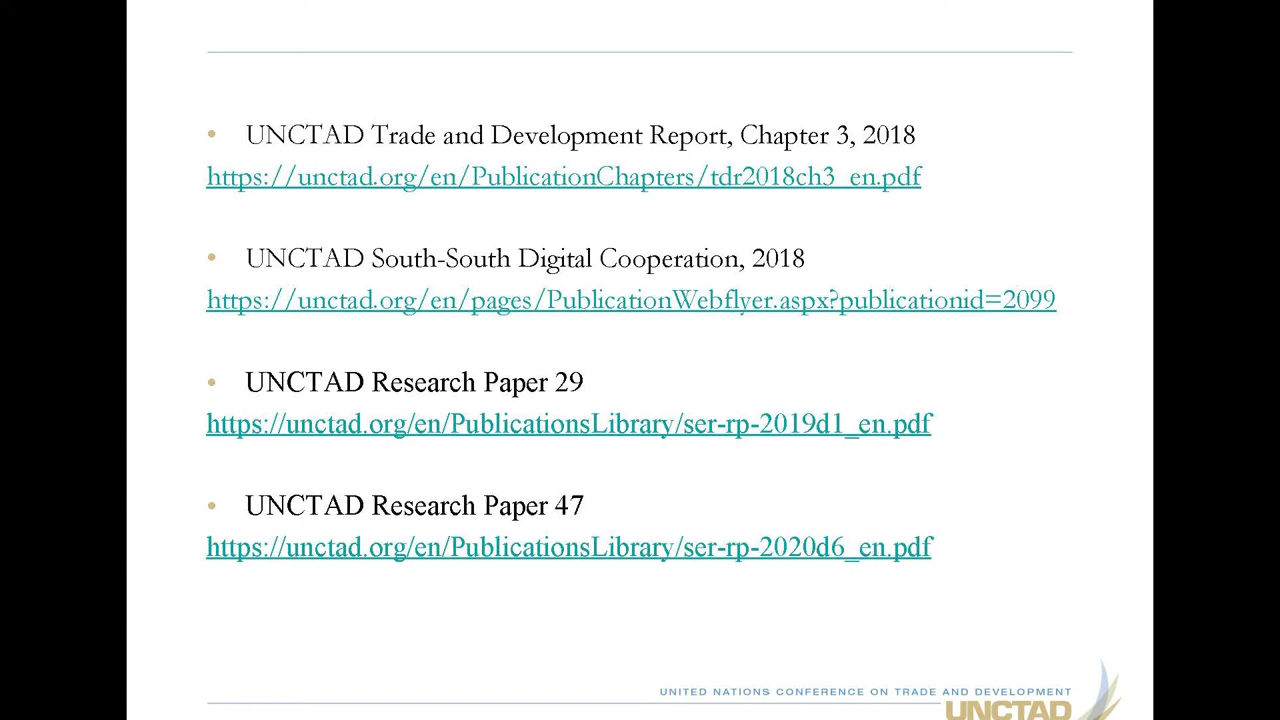 • UNCTAD Trade and Development Report, Chapter 3, 2018
https://unctad.org/en/PublicationChapters/tdr2018ch3_en.pdf
• UNCTAD South-South Digital Cooperation, 2018
https://unctad.org/en/pages/PublicationWebflyer.aspx?publicationid=2099
• UNCTAD Research Paper 29
https://unctad.org/en/PublicationsLibrary/ser-rp-2019d1_en.pdf
• UNCTAD Research Paper 47
https://unctad.org/en/PublicationsLibrary/ser-rp-2020d6_en.pdf
UNITED NATIONS CONFERENCE ON TRADE AND DEVELOPMENT
UNCTAD